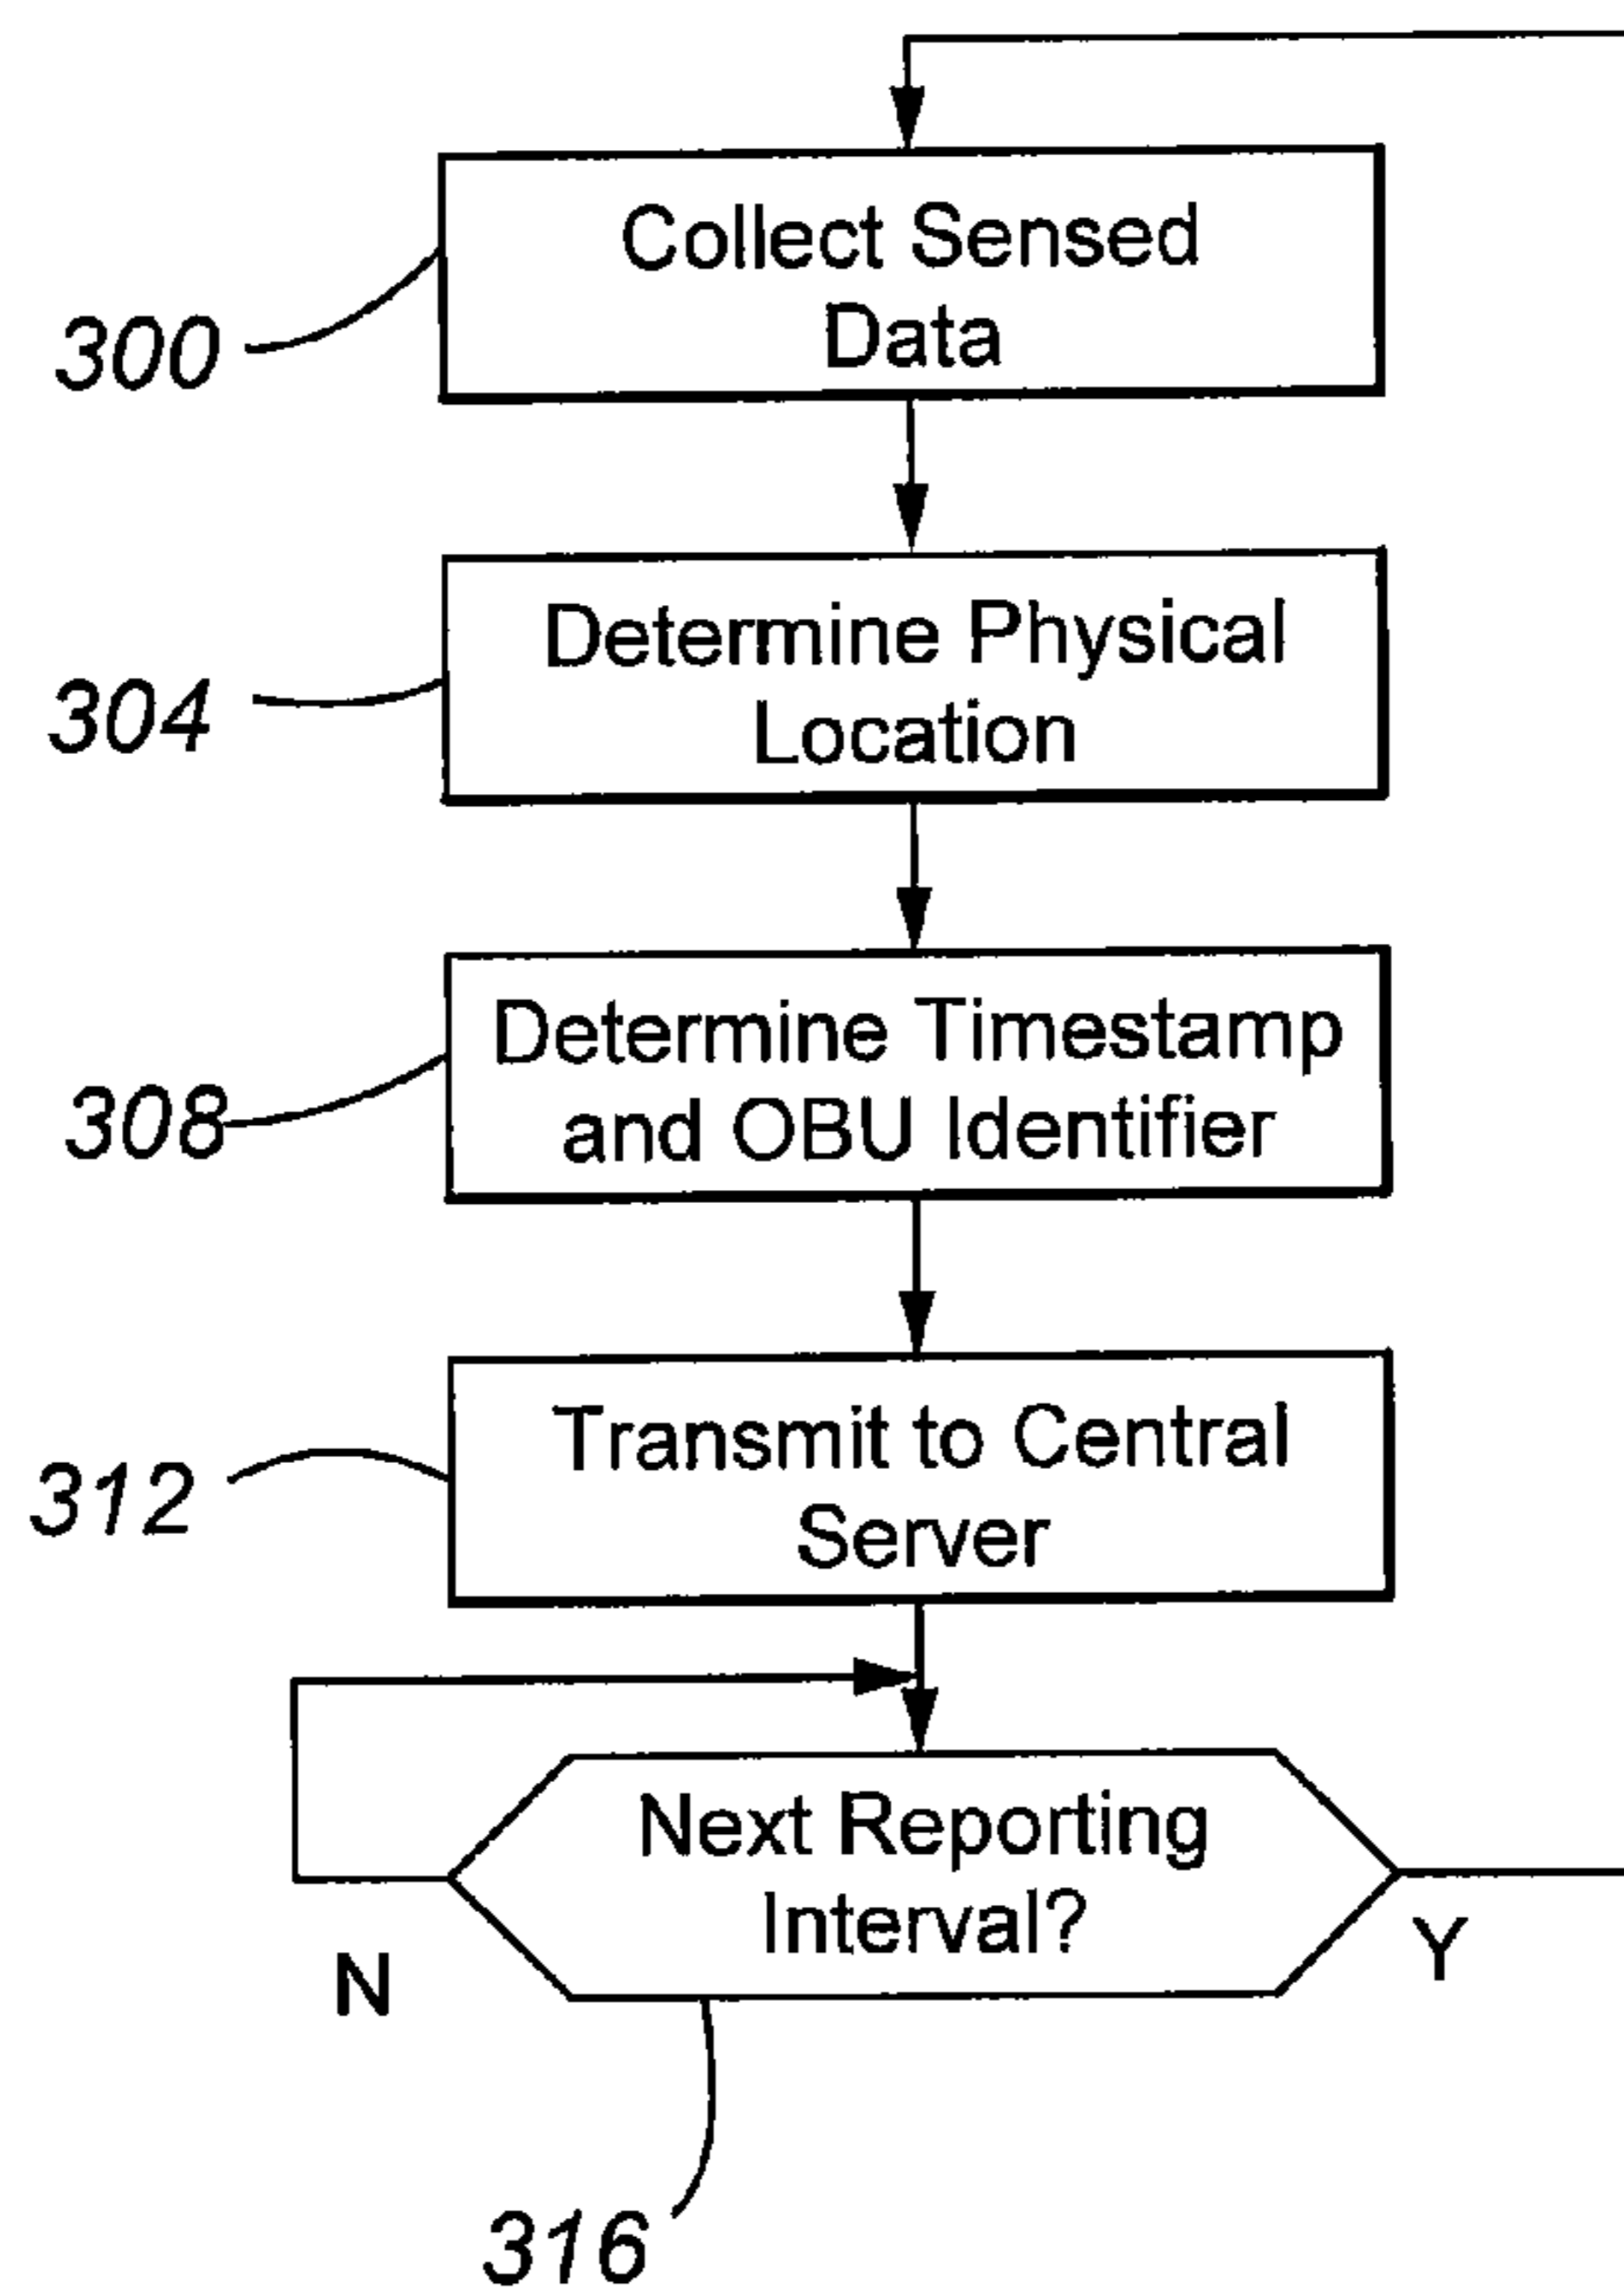 300
Collect Sensed
Data
304
Determine Physical
Location
308
Determine Timestamp
and OBU Identifier
312
Transmit to Central
Server
Next Reporting
Interval?
N
Y
316